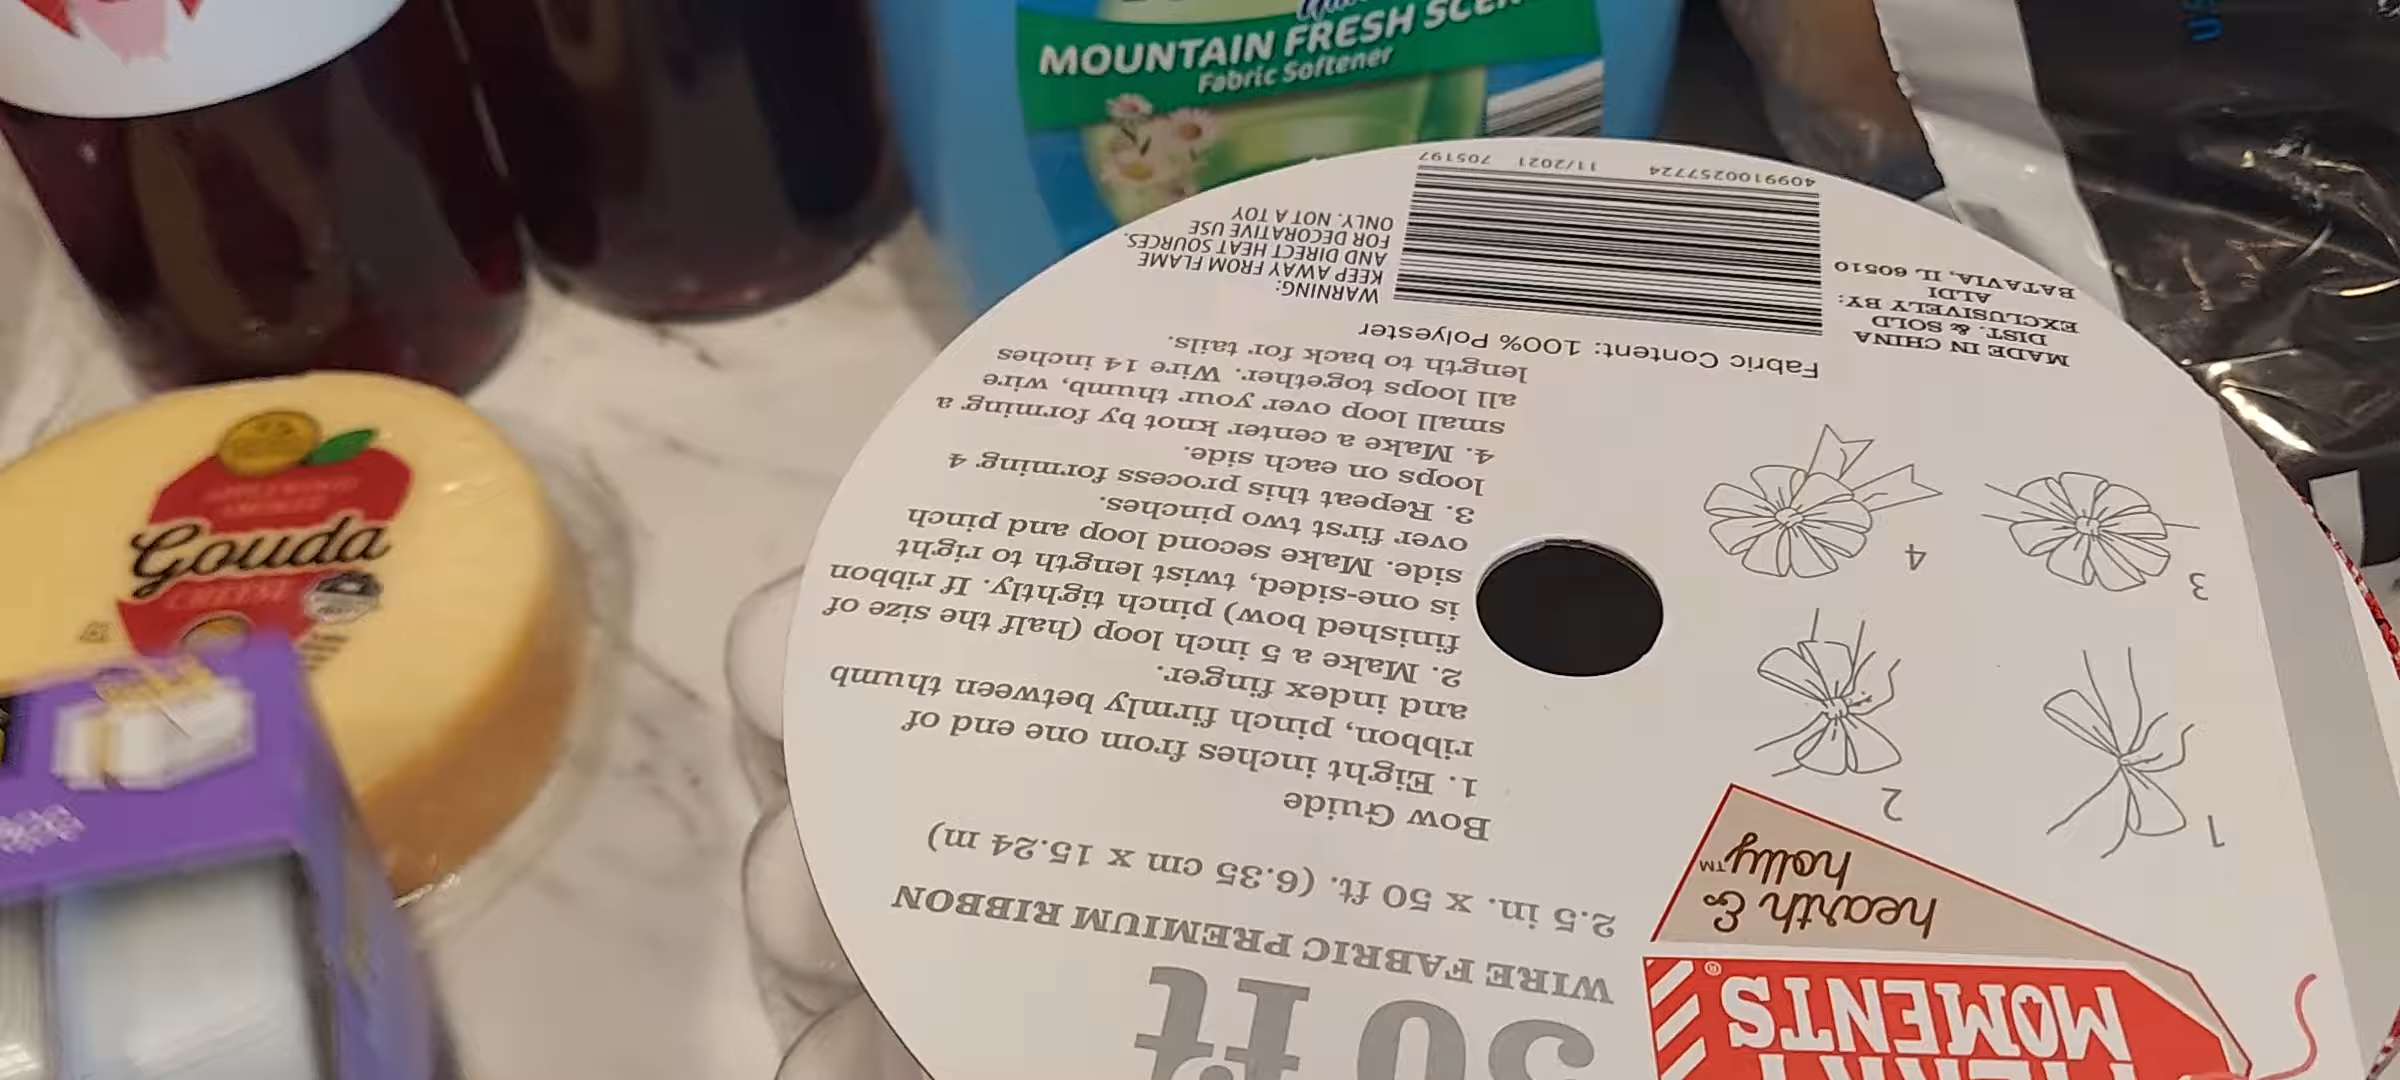 MOUNTAIN FRESH SCEN
Fabric Softener
Gouda
CHEESE
MERRY
MOMENTS®
hearth &
holly™
50 ft
WIRE FABRIC PREMIUM RIBBON
2.5 in. x 50 ft. (6.35 cm x 15.24 m)
Bow Guide
1. Eight inches from one end of
ribbon, pinch firmly between thumb
and index finger.
2. Make a 5 inch loop (half the size of
finished bow) pinch tightly. If ribbon
is one-sided, twist length to right
side. Make second loop and pinch
over first two pinches.
3. Repeat this process forming 4
loops on each side.
4. Make a center knot by forming a
small loop over your thumb, wire
all loops together. Wire 14 inches
length to back for tails.
1
2
3
4
Fabric Content: 100% Polyester
MADE IN CHINA
DIST. & SOLD
EXCLUSIVELY BY:
ALDI
BATAVIA, IL 60510
WARNING:
KEEP AWAY FROM FLAME
AND DIRECT HEAT SOURCES.
FOR DECORATIVE USE
ONLY. NOT A TOY
4099100257724 11/2021 705197